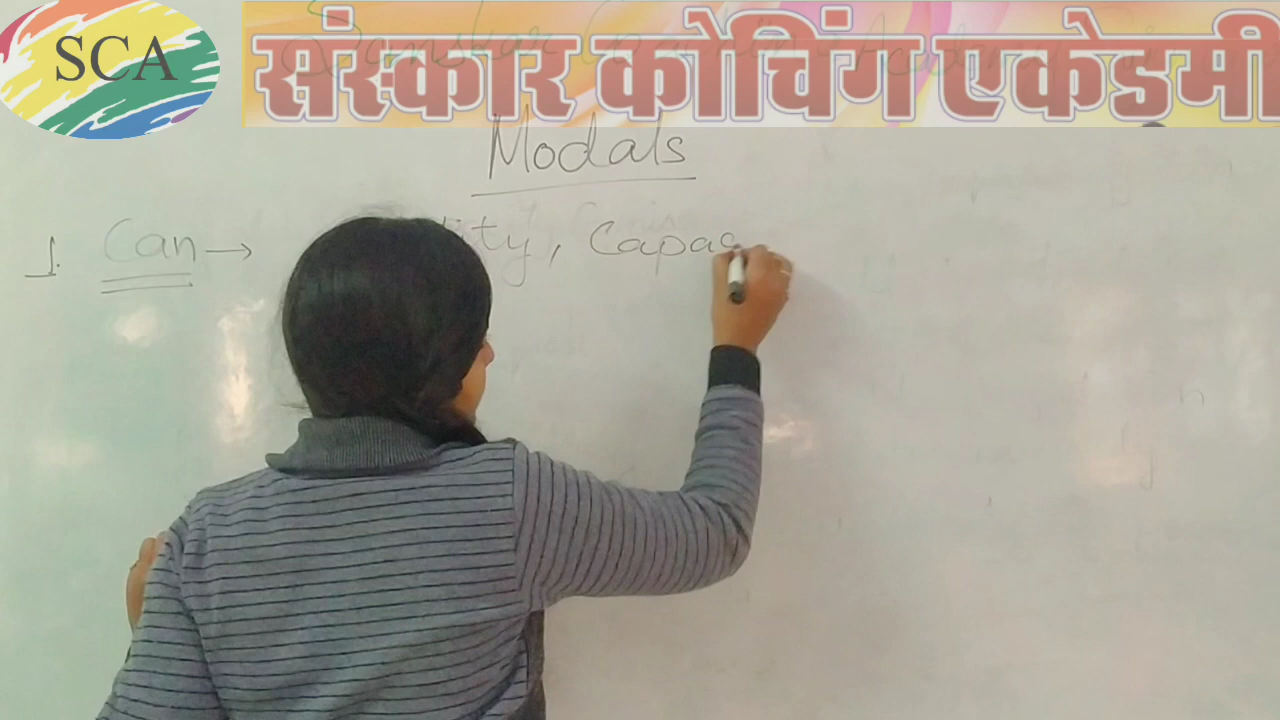 SCA
संस्कार कोचिंग एकेडमी
Modals
1. Can → ity, Capac